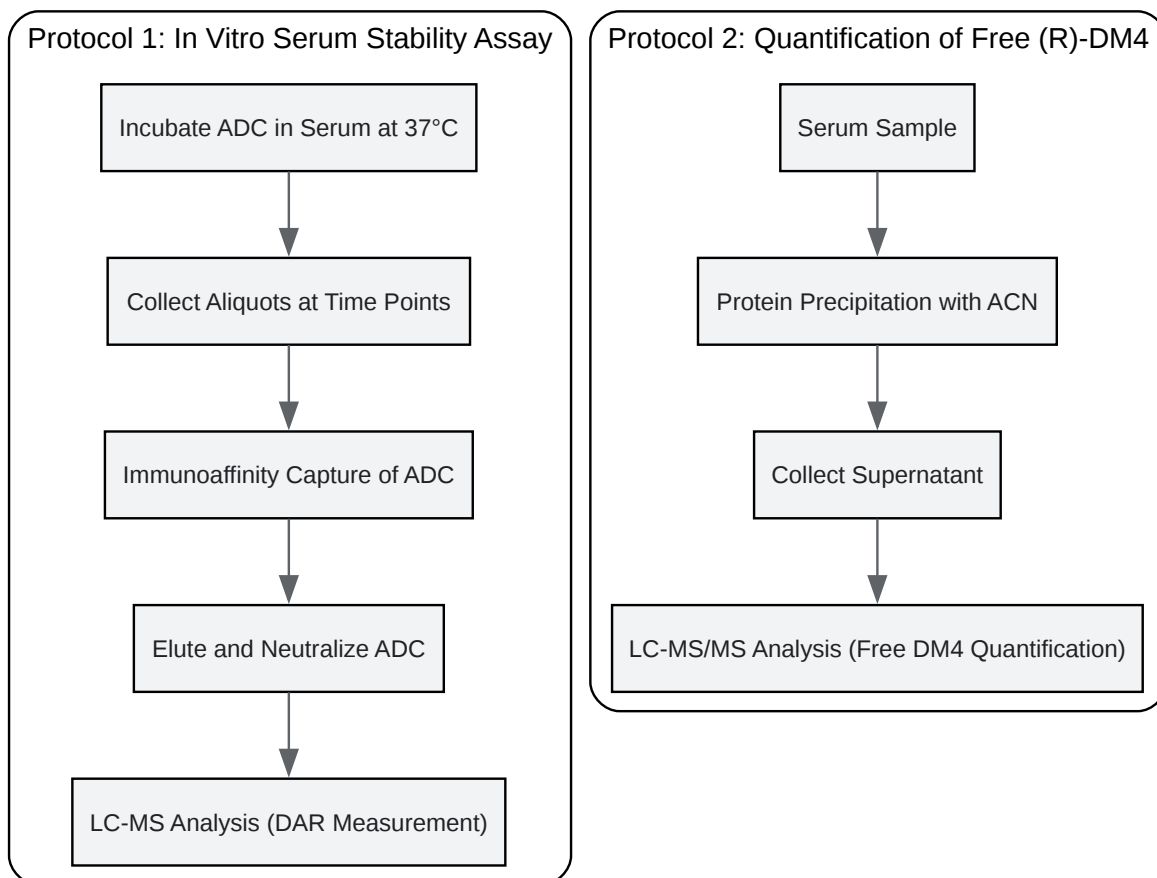 Protocol 1: In Vitro Serum Stability Assay
Incubate ADC in Serum at 37°C
Collect Aliquots at Time Points
Immunoaffinity Capture of ADC
Elute and Neutralize ADC
LC-MS Analysis (DAR Measurement)
Protocol 2: Quantification of Free (R)-DM4
Serum Sample
Protein Precipitation with ACN
Collect Supernatant
LC-MS/MS Analysis (Free DM4 Quantification)